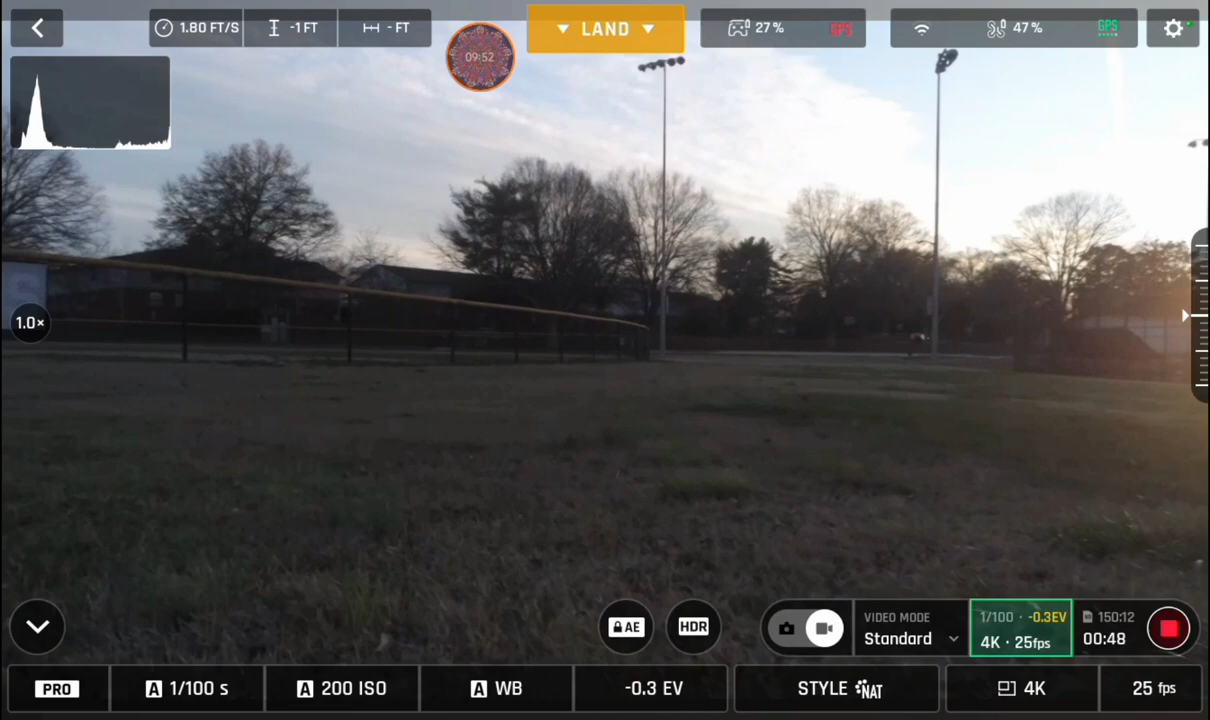 1.80 FT/S
-1 FT
- FT
09:52
LAND
27 %
GPS
47 %
GPS
1.0×
AE
HDR
VIDEO MODE
Standard
1/100 · -0.3EV
4K · 25fps
150:12
00:48
PRO
A 1/100 s
A 200 ISO
A WB
-0.3 EV
STYLE NAT
4K
25 fps